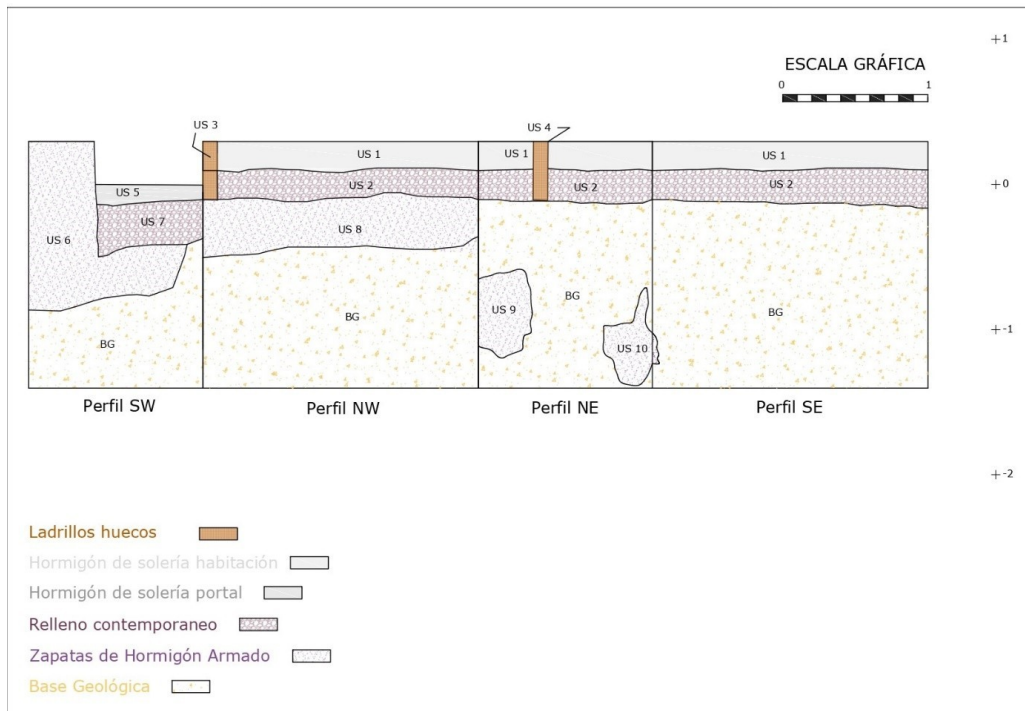 +1
ESCALA GRÁFICA
0 1
US 3
US 4
US 1
US 1
US 1
US 2
US 2
US 2
+0
US 5
US 7
US 6
US 8
BG
US 9
US 10
BG
BG
BG
+-1
Perfil SW
Perfil NW
Perfil NE
Perfil SE
+-2
Ladrillos huecos
Hormigón de solería habitación
Hormigón de solería portal
Relleno contemporaneo
Zapatas de Hormigón Armado
Base Geológica